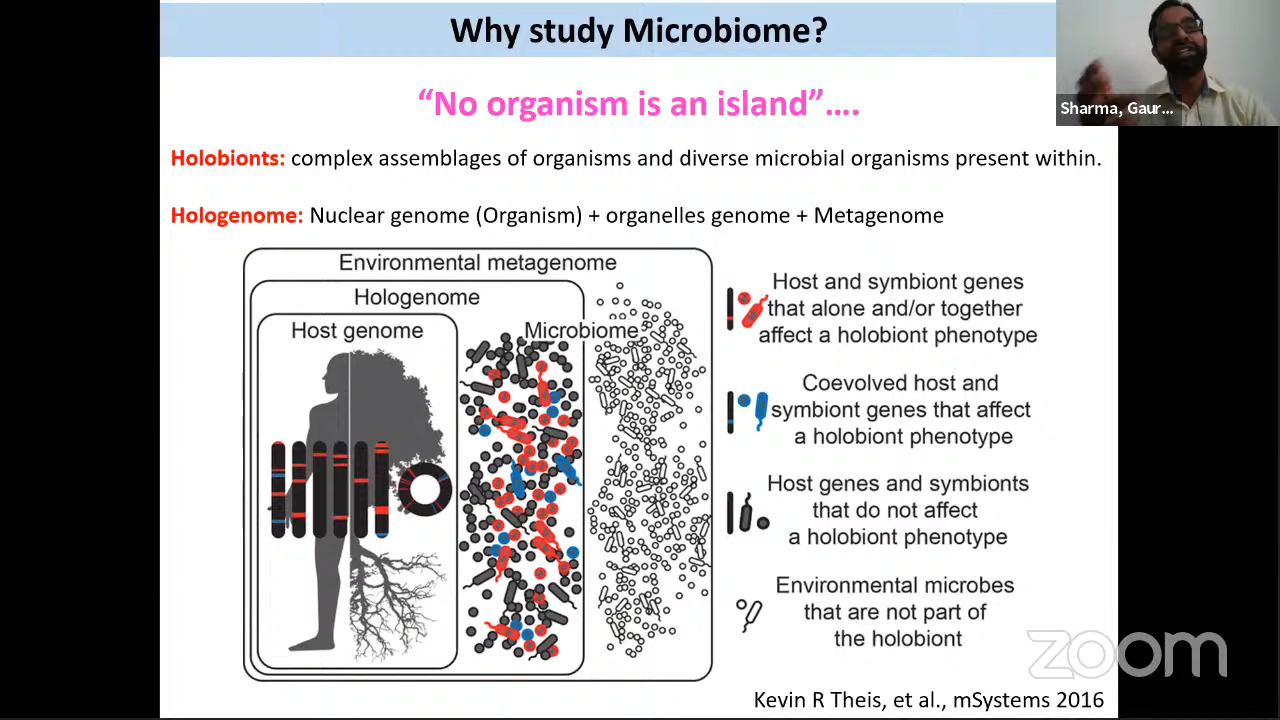 Why study Microbiome?
“No organism is an island”....
Sharma, Gaur...
Holobionts: complex assemblages of organisms and diverse microbial organisms present within.
Hologenome: Nuclear genome (Organism) + organelles genome + Metagenome
Environmental metagenome
Hologenome
Host genome
Microbiome
Host and symbiont genes
that alone and/or together
affect a holobiont phenotype
Coevolved host and
symbiont genes that affect
a holobiont phenotype
Host genes and symbionts
that do not affect
a holobiont phenotype
Environmental microbes
that are not part of
the holobiont
zoom
Kevin R Theis, et al., mSystems 2016